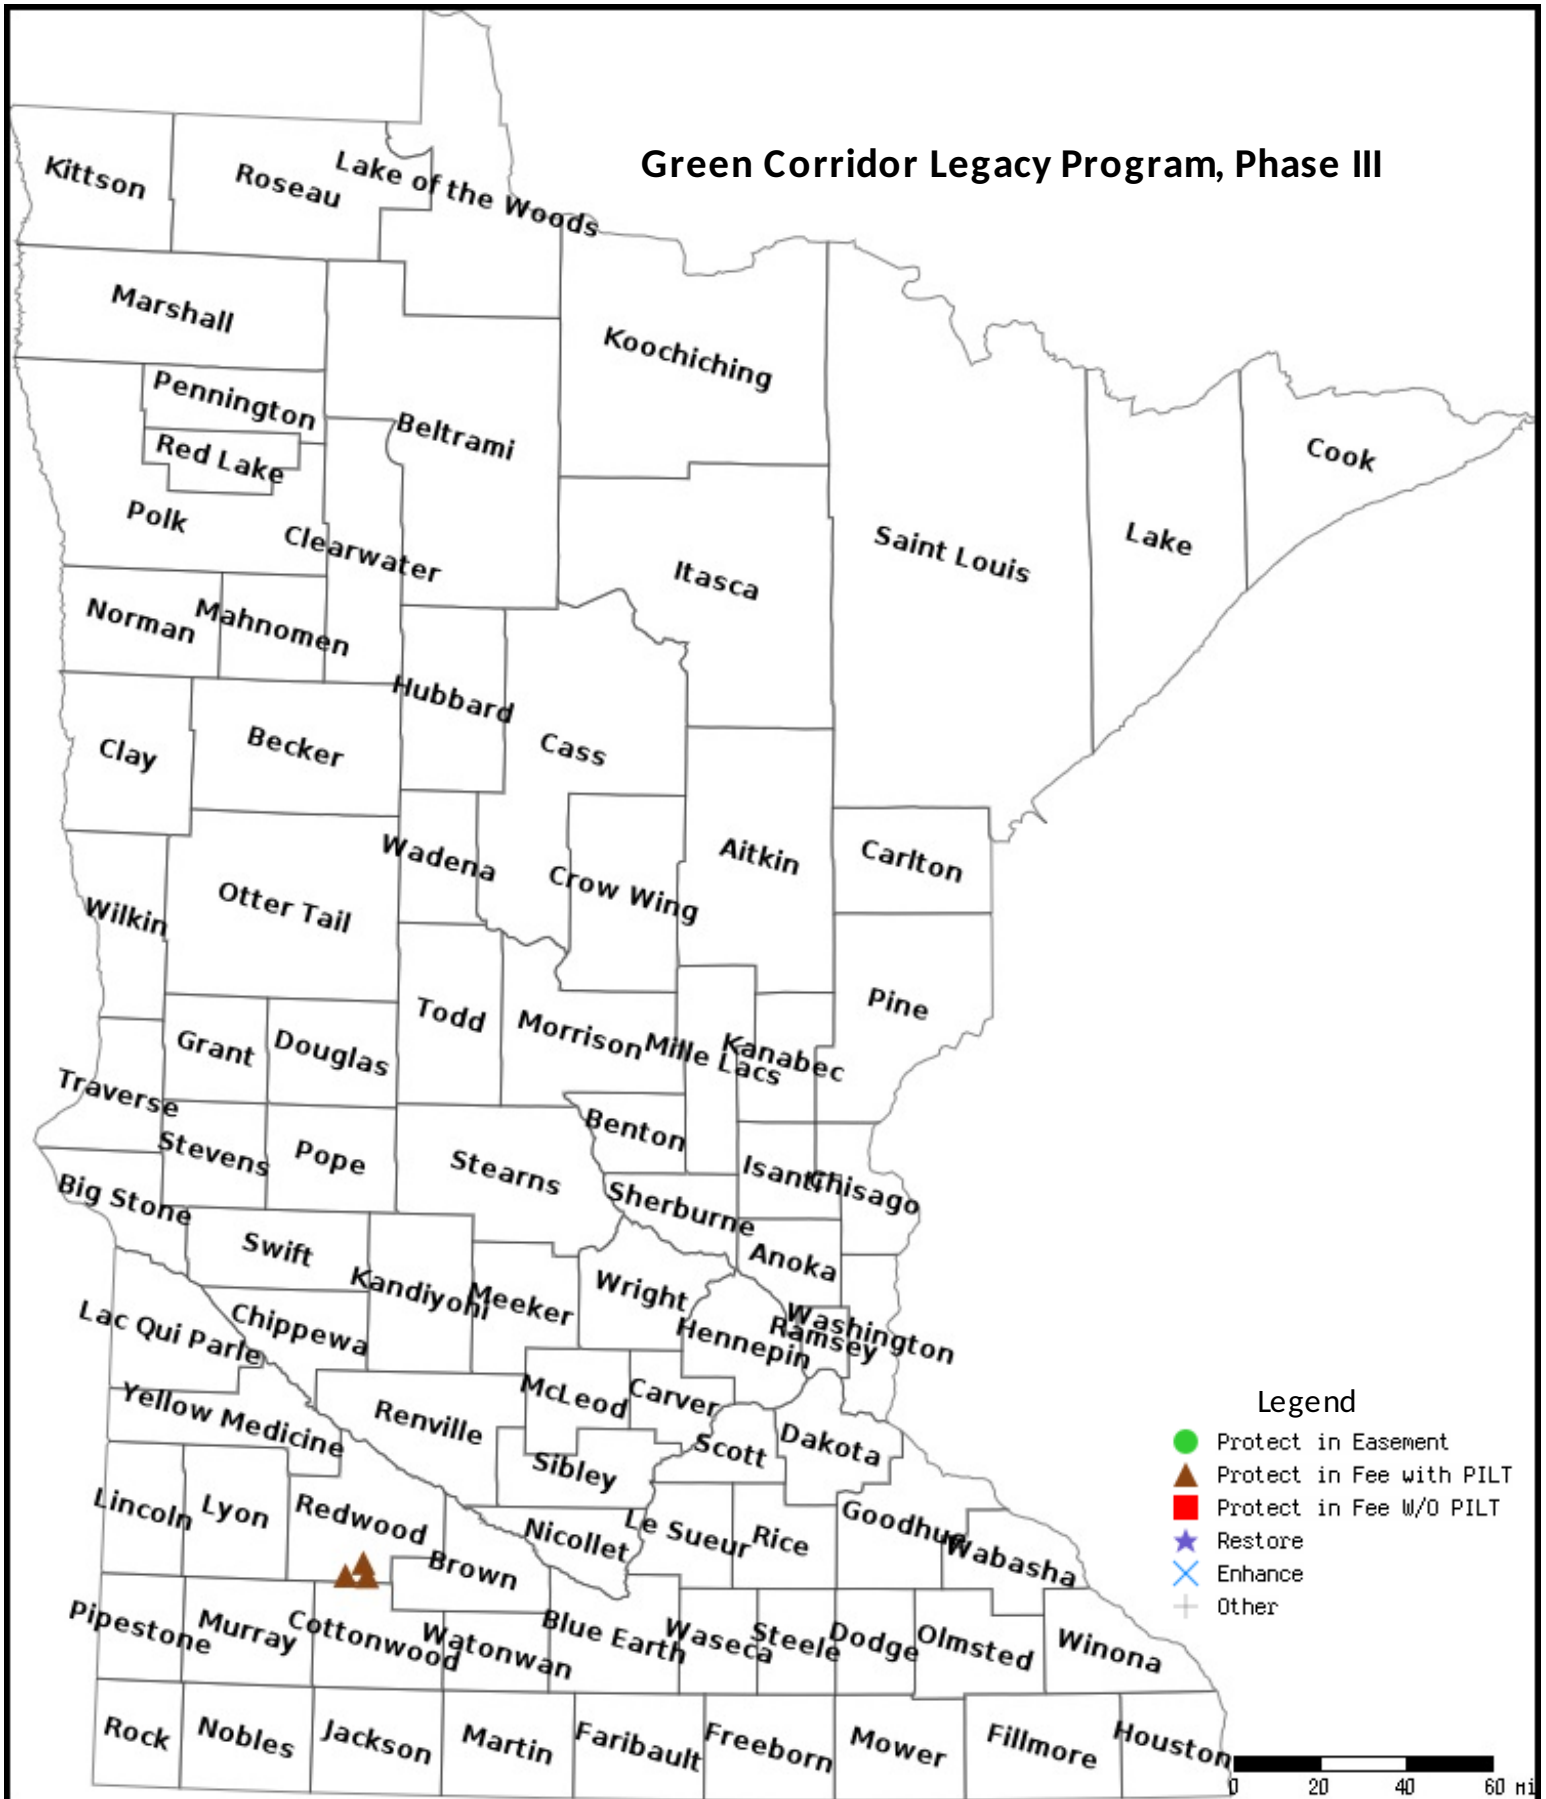 Green Corridor Legacy Program, Phase III
Kittson
Roseau
Lake of the Woods
Marshall
Koochiching
Pennington
Beltrami
Red Lake
Cook
Polk
Clearwater
Saint Louis
Lake
Itasca
Norman
Mahnomen
Hubbard
Clay
Becker
Cass
Wadena
Aitkin
Carlton
Crow Wing
Wilkin
Otter Tail
Todd
Morrison
Pine
Grant
Douglas
Mille Lacs
Kanabec
Traverse
Stevens
Pope
Stearns
Benton
Isanti
Chisago
Big Stone
Sherburne
Swift
Anoka
Kandiyohi
Meeker
Wright
Lac Qui Parle
Chippewa
Hennepin
Ramsey
Washington
Yellow Medicine
Renville
McLeod
Carver
Scott
Dakota
Sibley
Lincoln
Lyon
Redwood
Nicollet
Le Sueur
Rice
Goodhue
Wabasha
Brown
Pipestone
Murray
Cottonwood
Watonwan
Blue Earth
Waseca
Steele
Dodge
Olmsted
Winona
Rock
Nobles
Jackson
Martin
Faribault
Freeborn
Mower
Fillmore
Houston
Legend
Protect in Easement
Protect in Fee with PILT
Protect in Fee W/O PILT
Restore
Enhance
Other
0 20 40 60 mi